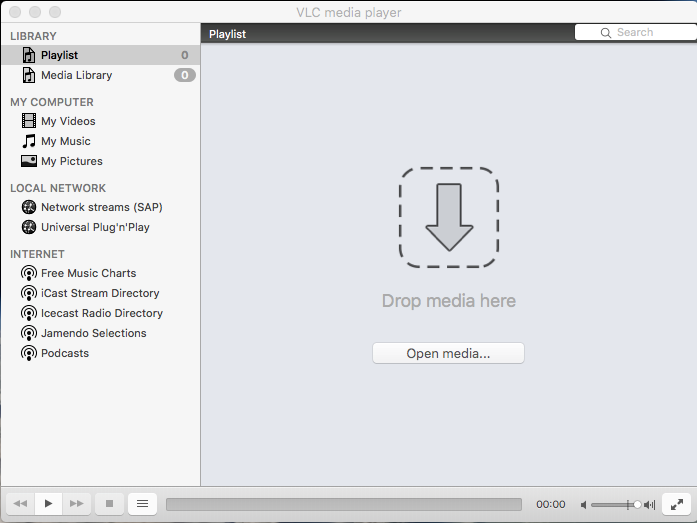 VLC media player
LIBRARY
Playlist 0
Media Library 0
MY COMPUTER
My Videos
My Music
My Pictures
LOCAL NETWORK
Network streams (SAP)
Universal Plug'n'Play
INTERNET
Free Music Charts
iCast Stream Directory
Icecast Radio Directory
Jamendo Selections
Podcasts
Playlist
Search
Drop media here
Open media...
00:00